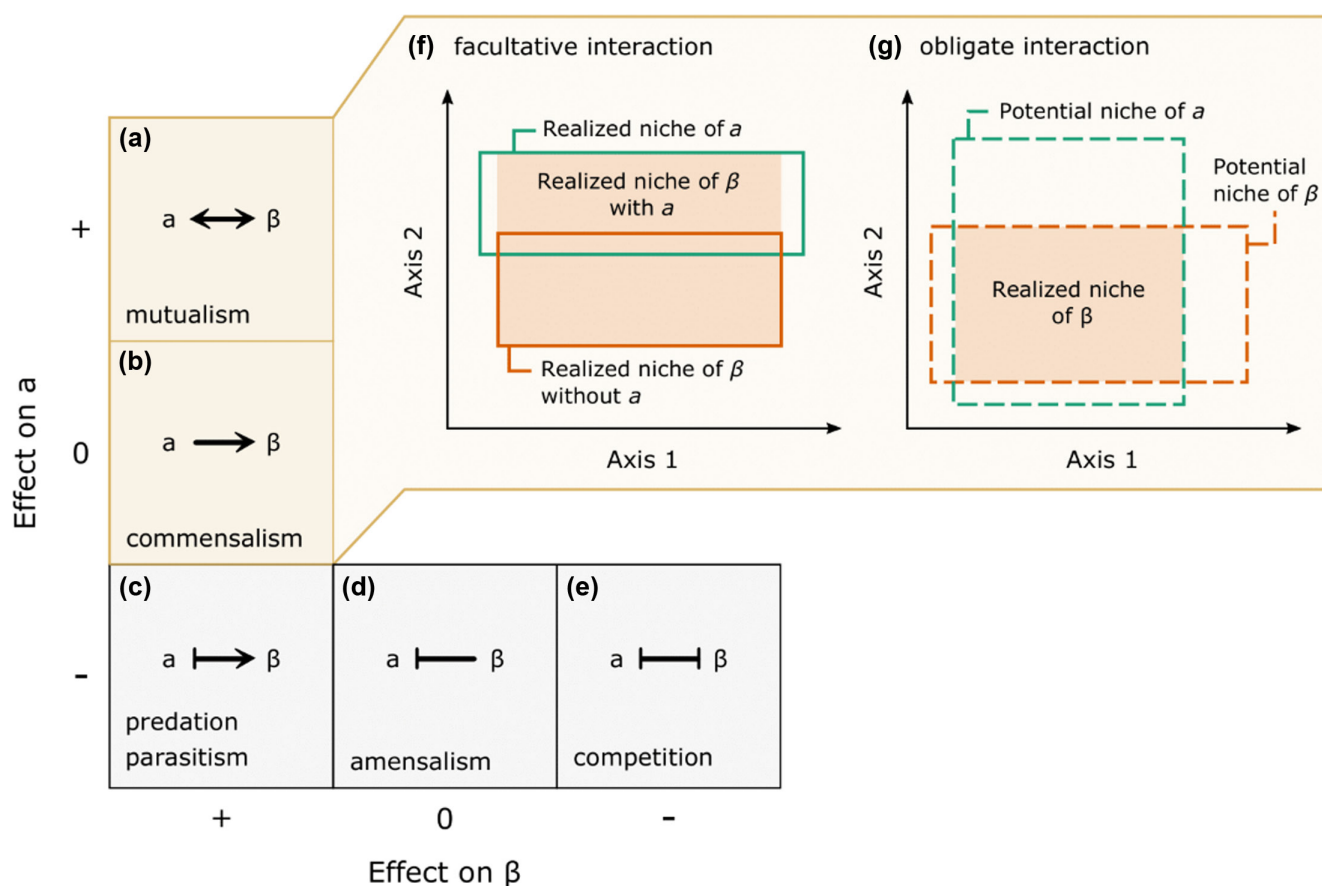 (f) facultative interaction
Realized niche of a
Realized niche of β
with a
Realized niche of β
without a
Axis 2
Axis 1
(g) obligate interaction
Potential niche of a
Potential
niche of β
Realized niche
of β
Axis 2
Axis 1
(a)
a β
mutualism
(b)
a β
commensalism
(c)
a β
predation
parasitism
(d)
a β
amensalism
(e)
a β
competition
Effect on a
+
0
-
+
0
-
Effect on β